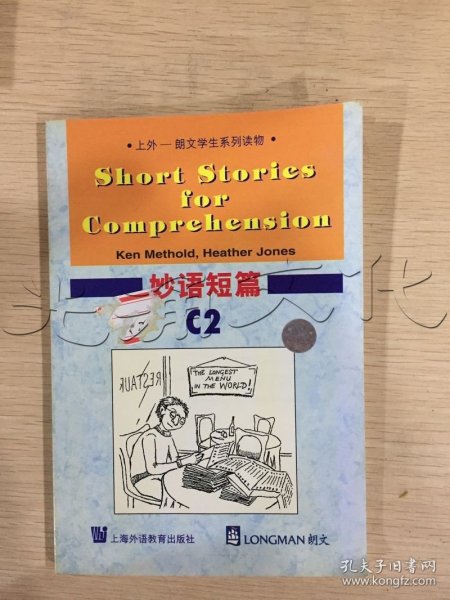 •上外—朗文学生系列读物•
Short Stories
for
Comprehension
Ken Methold, Heather Jones
妙语短篇
C2
RESTAUR
THE LONGEST
MENU
IN THE WORLD!
上海外语教育出版社
LONGMAN 朗文
孔夫子旧书网
www.kongfz.com